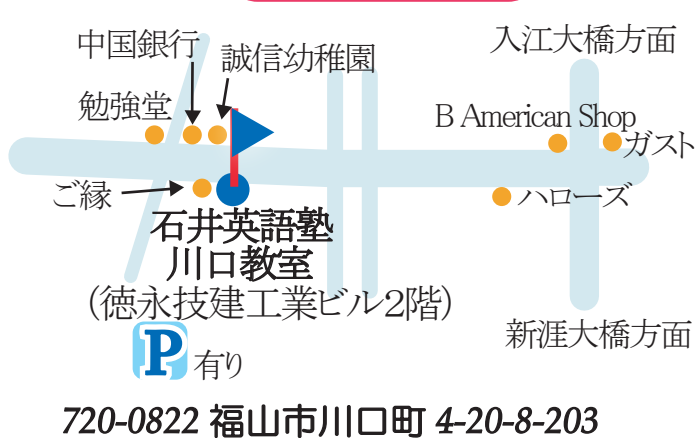 中国銀行
誠信幼稚園
入江大橋方面
勉強堂
B American Shop
ガスト
ご縁
ハローズ
石井英語塾
川口教室
(徳永技建工業ビル2階)
新涯大橋方面
P 有り
720-0822 福山市川口町 4-20-8-203